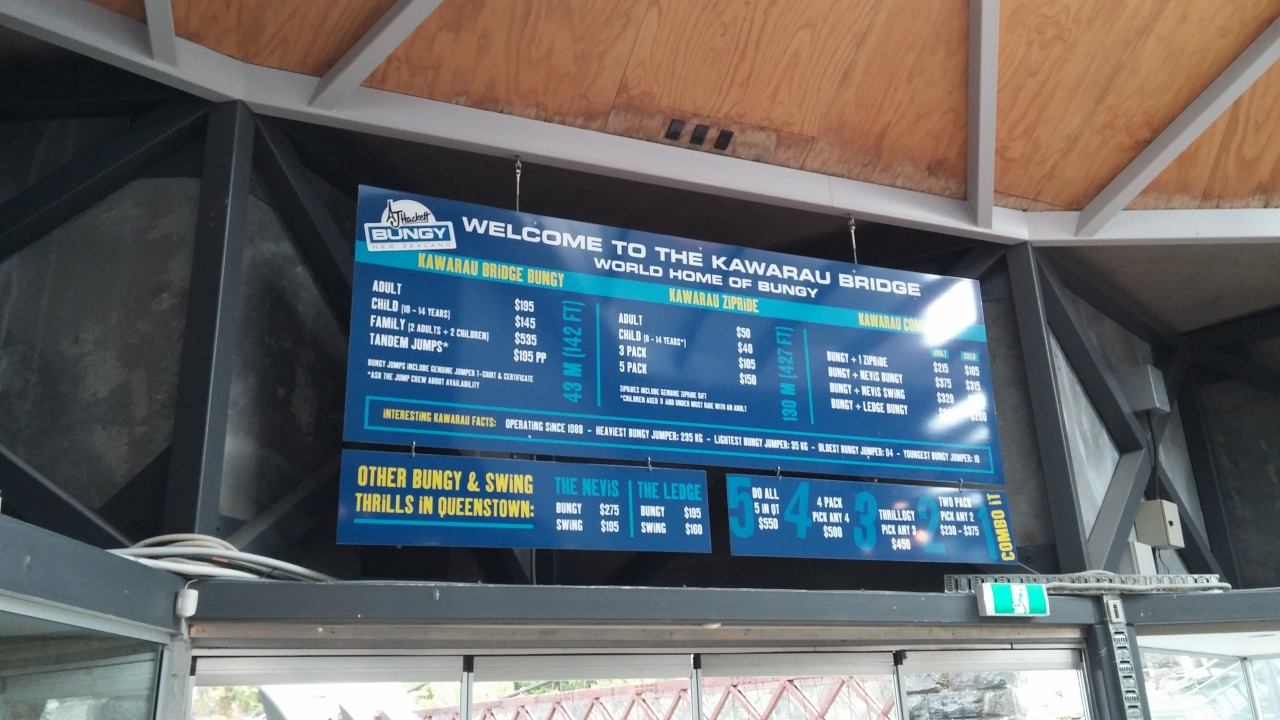 AJ Hackett
BUNGY
NEW ZEALAND
WELCOME TO THE KAWARAU BRIDGE
WORLD HOME OF BUNGY
KAWARAU BRIDGE BUNGY
ADULT $195
CHILD (10 - 14 YEARS) $145
FAMILY (2 ADULTS + 2 CHILDREN) $535
TANDEM JUMPS* $195 PP
BUNGY JUMPS INCLUDE GENUINE JUMPER T-SHIRT & CERTIFICATE
*ASK THE JUMP CREW ABOUT AVAILABILITY
43 M (142 FT)
KAWARAU ZIPRIDE
ADULT $50
CHILD (6 - 14 YEARS*) $40
3 PACK $105
5 PACK $150
ZIPRIDES INCLUDE GENUINE ZIPRIDE GIFT
*CHILDREN AGED 9 AND UNDER MUST RIDE WITH AN ADULT
130 M (427 FT)
KAWARAU
ADULT CHILD
BUNGY + 1 ZIPRIDE $215 $165
BUNGY + NEVIS BUNGY $375 $315
BUNGY + NEVIS SWING $320
BUNGY + LEDGE BUNGY
INTERESTING KAWARAU FACTS: OPERATING SINCE 1988 - HEAVIEST BUNGY JUMPER: 235 KG - LIGHTEST BUNGY JUMPER: 35 KG - OLDEST BUNGY JUMPER: 94 - YOUNGEST BUNGY JUMPER: 10
OTHER BUNGY & SWING
THRILLS IN QUEENSTOWN:
THE NEVIS
BUNGY $275
SWING $195
THE LEDGE
BUNGY $195
SWING $160
5
DO ALL
5 IN QT
$550
4
4 PACK
PICK ANY 4
$500
3
THRILLOGY
PICK ANY 3
$450
2
TWO PACK
PICK ANY 2
$230 - $375
1
COMBO IT